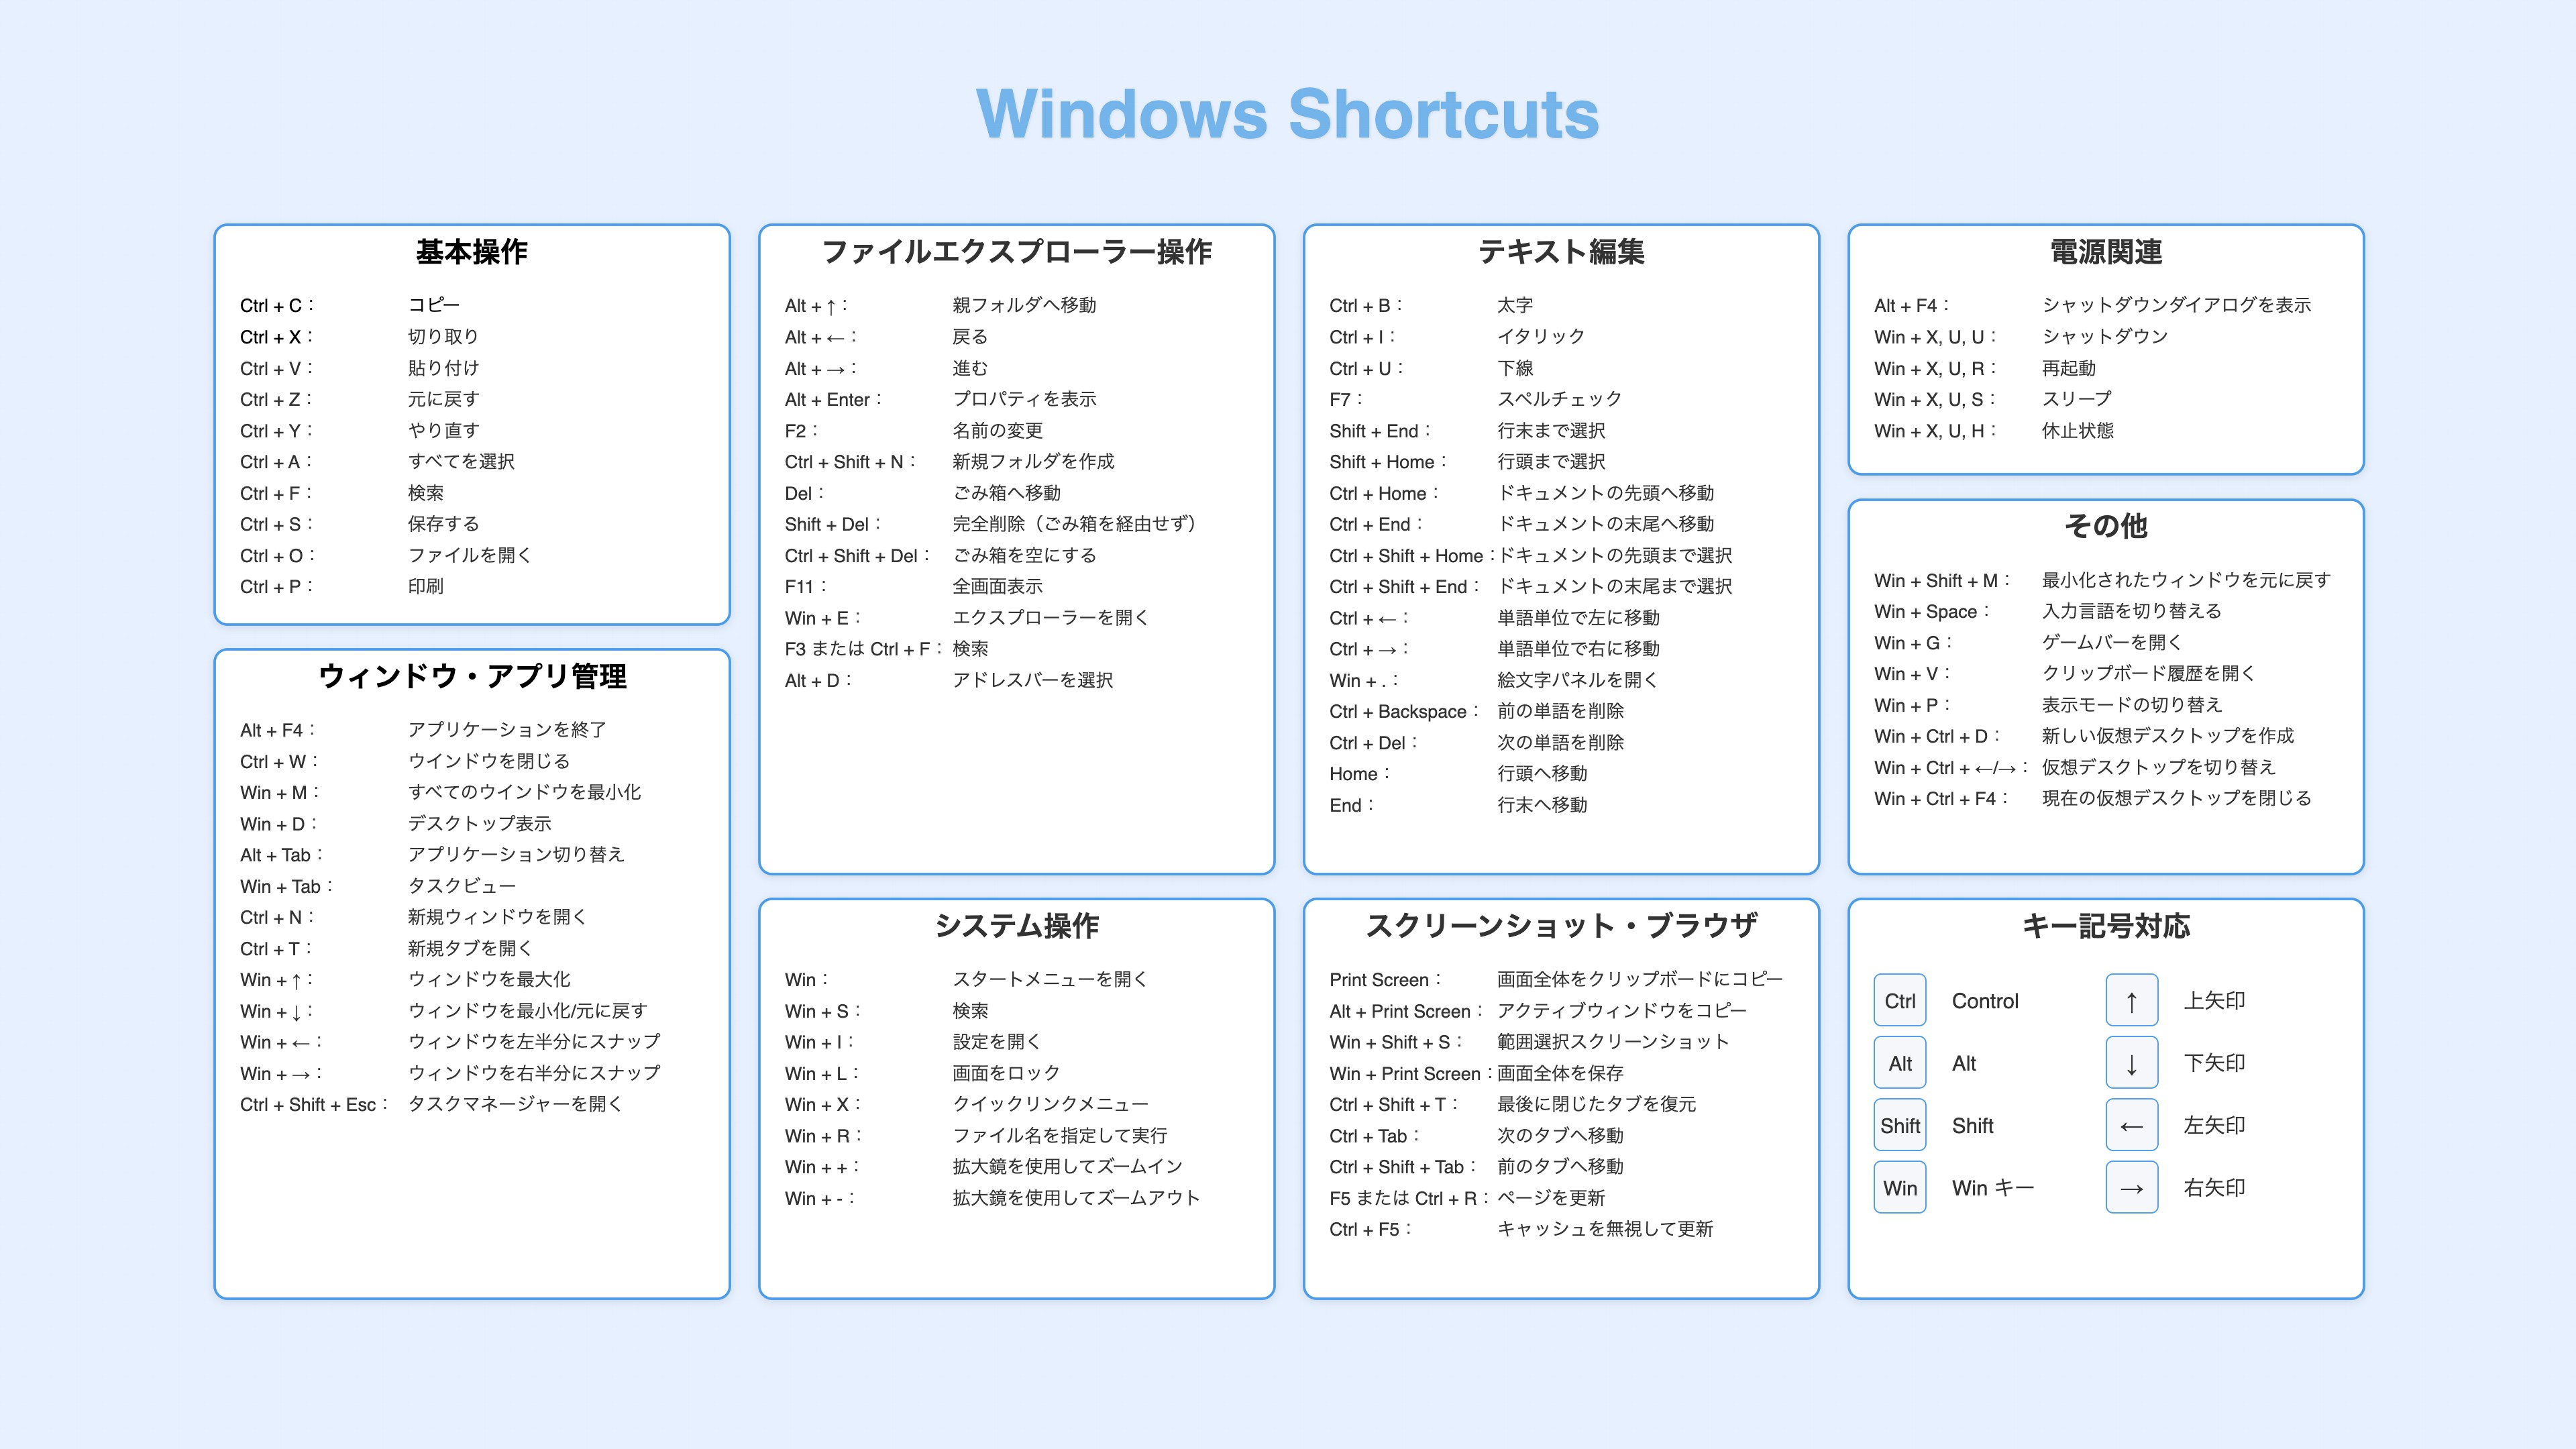 Windows Shortcuts
基本操作
Ctrl + C： コピー
Ctrl + X： 切り取り
Ctrl + V： 貼り付け
Ctrl + Z： 元に戻す
Ctrl + Y： やり直す
Ctrl + A： すべてを選択
Ctrl + F： 検索
Ctrl + S： 保存する
Ctrl + O： ファイルを開く
Ctrl + P： 印刷
ウィンドウ・アプリ管理
Alt + F4： アプリケーションを終了
Ctrl + W： ウインドウを閉じる
Win + M： すべてのウインドウを最小化
Win + D： デスクトップ表示
Alt + Tab： アプリケーション切り替え
Win + Tab： タスクビュー
Ctrl + N： 新規ウィンドウを開く
Ctrl + T： 新規タブを開く
Win + ↑： ウィンドウを最大化
Win + ↓： ウィンドウを最小化/元に戻す
Win + ←： ウィンドウを左半分にスナップ
Win + →： ウィンドウを右半分にスナップ
Ctrl + Shift + Esc： タスクマネージャーを開く
ファイルエクスプローラー操作
Alt + ↑： 親フォルダへ移動
Alt + ←： 戻る
Alt + →： 進む
Alt + Enter： プロパティを表示
F2： 名前の変更
Ctrl + Shift + N： 新規フォルダを作成
Del： ごみ箱へ移動
Shift + Del： 完全削除（ごみ箱を経由せず）
Ctrl + Shift + Del： ごみ箱を空にする
F11： 全画面表示
Win + E： エクスプローラーを開く
F3 または Ctrl + F： 検索
Alt + D： アドレスバーを選択
システム操作
Win： スタートメニューを開く
Win + S： 検索
Win + I： 設定を開く
Win + L： 画面をロック
Win + X： クイックリンクメニュー
Win + R： ファイル名を指定して実行
Win + +： 拡大鏡を使用してズームイン
Win + -： 拡大鏡を使用してズームアウト
テキスト編集
Ctrl + B： 太字
Ctrl + I： イタリック
Ctrl + U： 下線
F7： スペルチェック
Shift + End： 行末まで選択
Shift + Home： 行頭まで選択
Ctrl + Home： ドキュメントの先頭へ移動
Ctrl + End： ドキュメントの末尾へ移動
Ctrl + Shift + Home： ドキュメントの先頭まで選択
Ctrl + Shift + End： ドキュメントの末尾まで選択
Ctrl + ←： 単語単位で左に移動
Ctrl + →： 単語単位で右に移動
Win + .： 絵文字パネルを開く
Ctrl + Backspace： 前の単語を削除
Ctrl + Del： 次の単語を削除
Home： 行頭へ移動
End： 行末へ移動
スクリーンショット・ブラウザ
Print Screen： 画面全体をクリップボードにコピー
Alt + Print Screen： アクティブウィンドウをコピー
Win + Shift + S： 範囲選択スクリーンショット
Win + Print Screen： 画面全体を保存
Ctrl + Shift + T： 最後に閉じたタブを復元
Ctrl + Tab： 次のタブへ移動
Ctrl + Shift + Tab： 前のタブへ移動
F5 または Ctrl + R： ページを更新
Ctrl + F5： キャッシュを無視して更新
電源関連
Alt + F4： シャットダウンダイアログを表示
Win + X, U, U： シャットダウン
Win + X, U, R： 再起動
Win + X, U, S： スリープ
Win + X, U, H： 休止状態
その他
Win + Shift + M： 最小化されたウィンドウを元に戻す
Win + Space： 入力言語を切り替える
Win + G： ゲームバーを開く
Win + V： クリップボード履歴を開く
Win + P： 表示モードの切り替え
Win + Ctrl + D： 新しい仮想デスクトップを作成
Win + Ctrl + ←/→： 仮想デスクトップを切り替え
Win + Ctrl + F4： 現在の仮想デスクトップを閉じる
キー記号対応
Ctrl Control ↑ 上矢印
Alt Alt ↓ 下矢印
Shift Shift ← 左矢印
Win Win キー → 右矢印